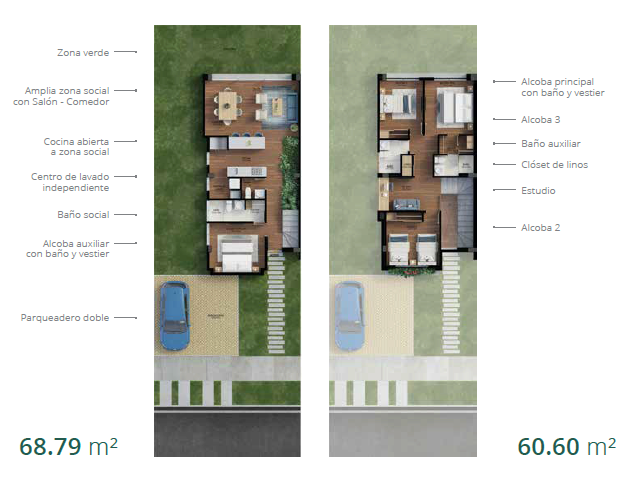 Zona verde
Amplia zona social
con Salón - Comedor
Cocina abierta
a zona social
Centro de lavado
independiente
Baño social
Alcoba auxiliar
con baño y vestier
Parqueadero doble
68.79 m²
Alcoba principal
con baño y vestier
Alcoba 3
Baño auxiliar
Clóset de linos
Estudio
Alcoba 2
60.60 m²